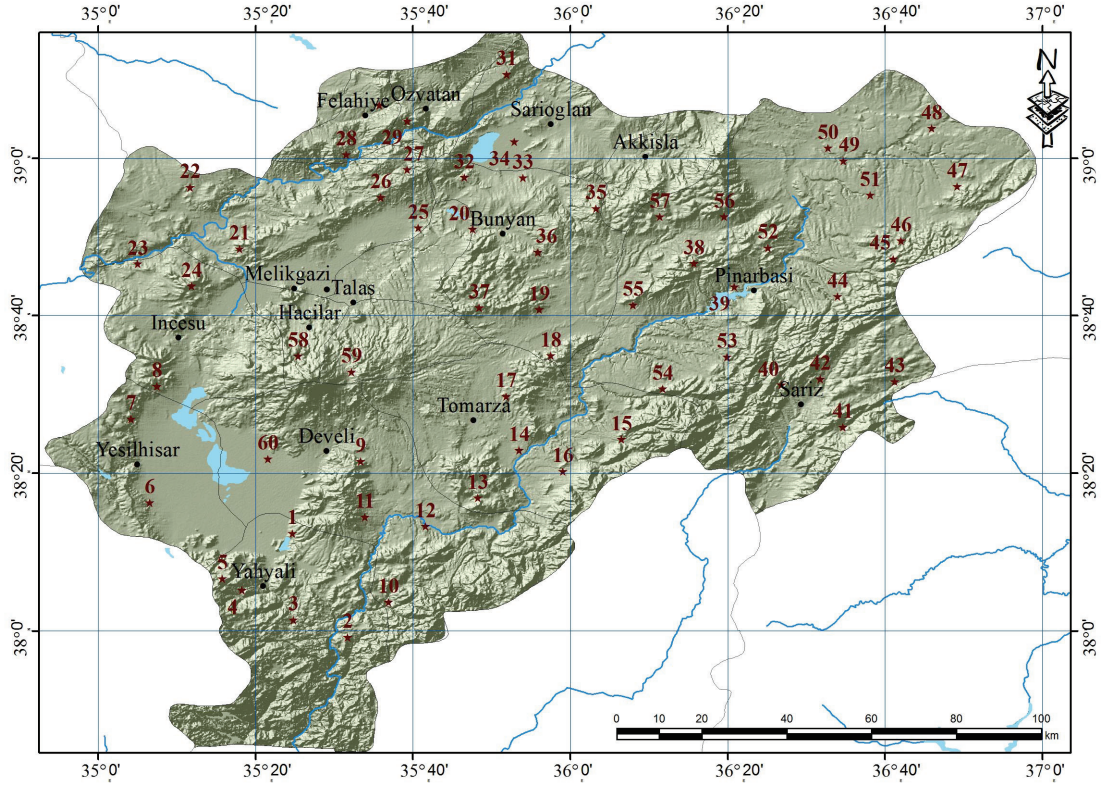 35°0' 35°20' 35°40' 36°0' 36°20' 36°40' 37°0'
31
Felahiye Ozvatan
Sarioglan
48
50
29 Akkisla
28 49
39°0' 39°0'
27 34 33
32
22 47
26 51
35
20 57 56
25 Bunyan
46
21 52
23 36 45
38
24 Melikgazi Pinarbasi
Talas 44
55
37 19 39
Hacilar
38°40' 38°40'
Incesu
58 18 53
59
42
8 54 40 43
17 Sariz
7 Tomarza
41
15
14
Yesilhisar 60 Develi 9
16
38°20' 38°20'
13
6
11
1 12
5 Yahyali
10
4 3
2
38°0' 38°0'
0 10 20 40 60 80 100
km
35°0' 35°20' 35°40' 36°0' 36°20' 36°40' 37°0'